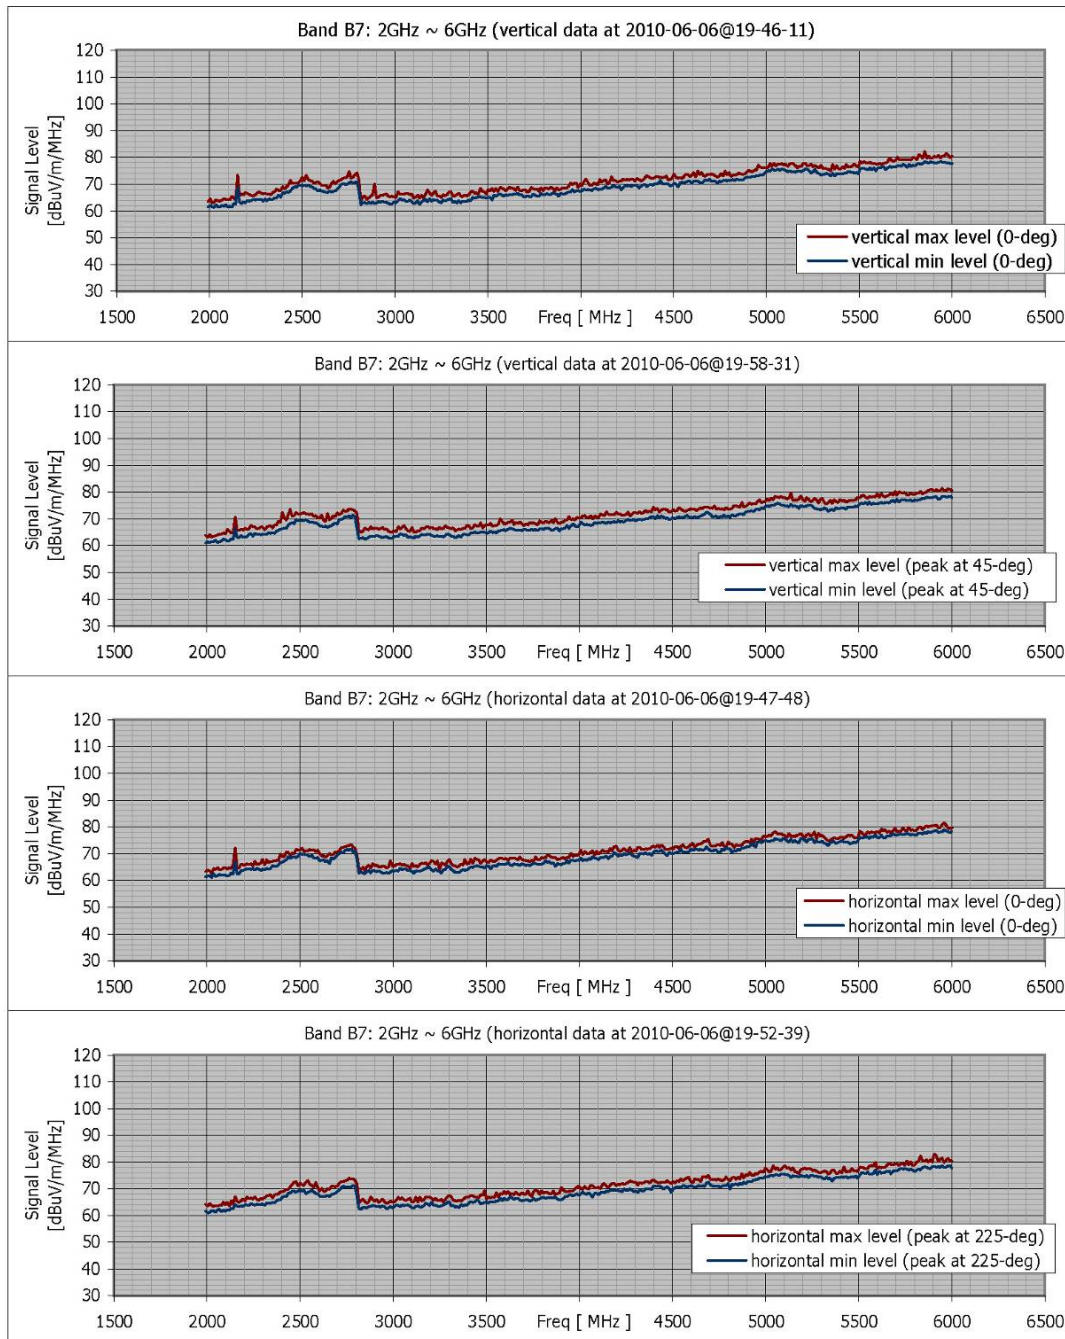 Band B7: 2GHz ~ 6GHz (vertical data at 2010-06-06@19-46-11)
120
110
100
90
80
70
60
50
40
30
Signal Level
[dBuV/m/MHz]
vertical max level (0-deg)
vertical min level (0-deg)
1500 2000 2500 3000 3500 Freq [ MHz ] 4500 5000 5500 6000 6500
Band B7: 2GHz ~ 6GHz (vertical data at 2010-06-06@19-58-31)
120
110
100
90
80
70
60
50
40
30
Signal Level
[dBuV/m/MHz]
vertical max level (peak at 45-deg)
vertical min level (peak at 45-deg)
1500 2000 2500 3000 3500 Freq [ MHz ] 4500 5000 5500 6000 6500
Band B7: 2GHz ~ 6GHz (horizontal data at 2010-06-06@19-47-48)
120
110
100
90
80
70
60
50
40
30
Signal Level
[dBuV/m/MHz]
horizontal max level (0-deg)
horizontal min level (0-deg)
1500 2000 2500 3000 3500 Freq [ MHz ] 4500 5000 5500 6000 6500
Band B7: 2GHz ~ 6GHz (horizontal data at 2010-06-06@19-52-39)
120
110
100
90
80
70
60
50
40
30
Signal Level
[dBuV/m/MHz]
horizontal max level (peak at 225-deg)
horizontal min level (peak at 225-deg)
1500 2000 2500 3000 3500 Freq [ MHz ] 4500 5000 5500 6000 6500